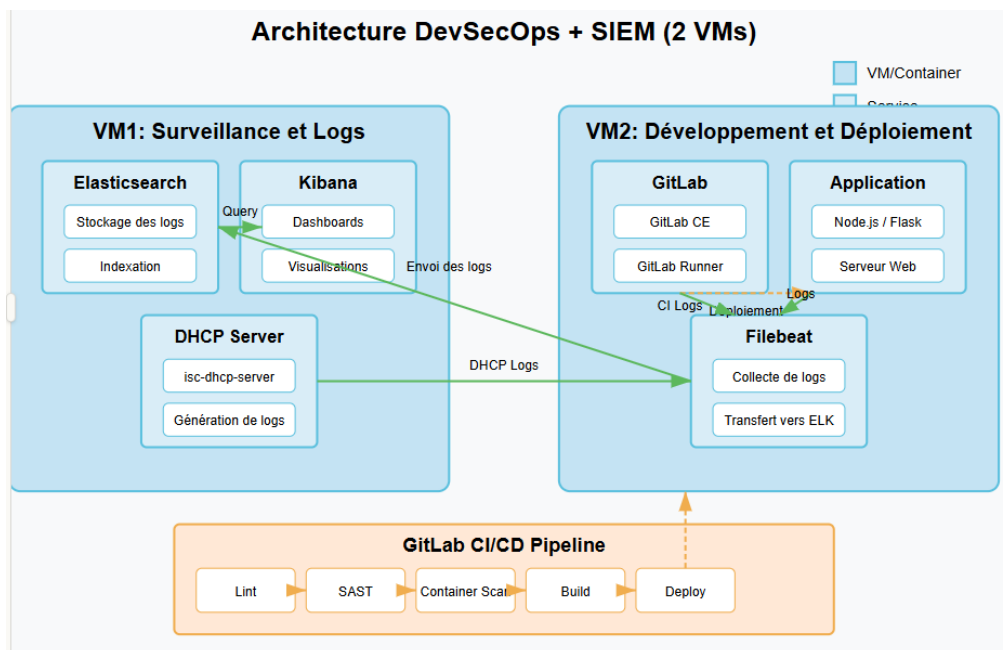 Architecture DevSecOps + SIEM (2 VMs)
VM/Container
Service
VM1: Surveillance et Logs
Elasticsearch
Stockage des logs
Indexation
Query
Kibana
Dashboards
Visualisations
Envoi des logs
DHCP Server
isc-dhcp-server
Génération de logs
DHCP Logs
VM2: Développement et Déploiement
GitLab
GitLab CE
GitLab Runner
Application
Node.js / Flask
Serveur Web
Logs
CI Logs
Déploiement
Filebeat
Collecte de logs
Transfert vers ELK
GitLab CI/CD Pipeline
Lint
SAST
Container Scan
Build
Deploy